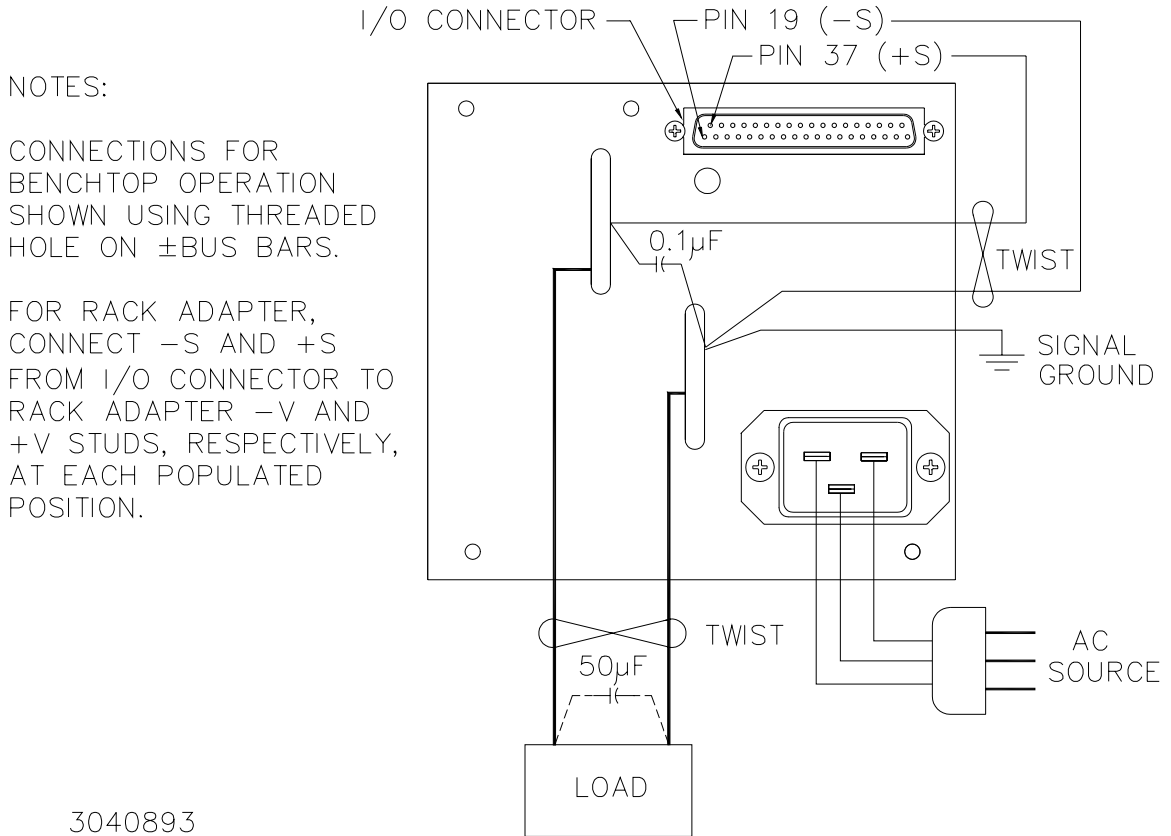 I/O CONNECTOR
PIN 19 (−S)
PIN 37 (+S)
NOTES:
CONNECTIONS FOR
BENCHTOP OPERATION
SHOWN USING THREADED
HOLE ON ±BUS BARS.
FOR RACK ADAPTER,
CONNECT −S AND +S
FROM I/O CONNECTOR TO
RACK ADAPTER −V AND
+V STUDS, RESPECTIVELY,
AT EACH POPULATED
POSITION.
0.1µF
TWIST
SIGNAL
GROUND
TWIST
50µF
AC
SOURCE
LOAD
3040893